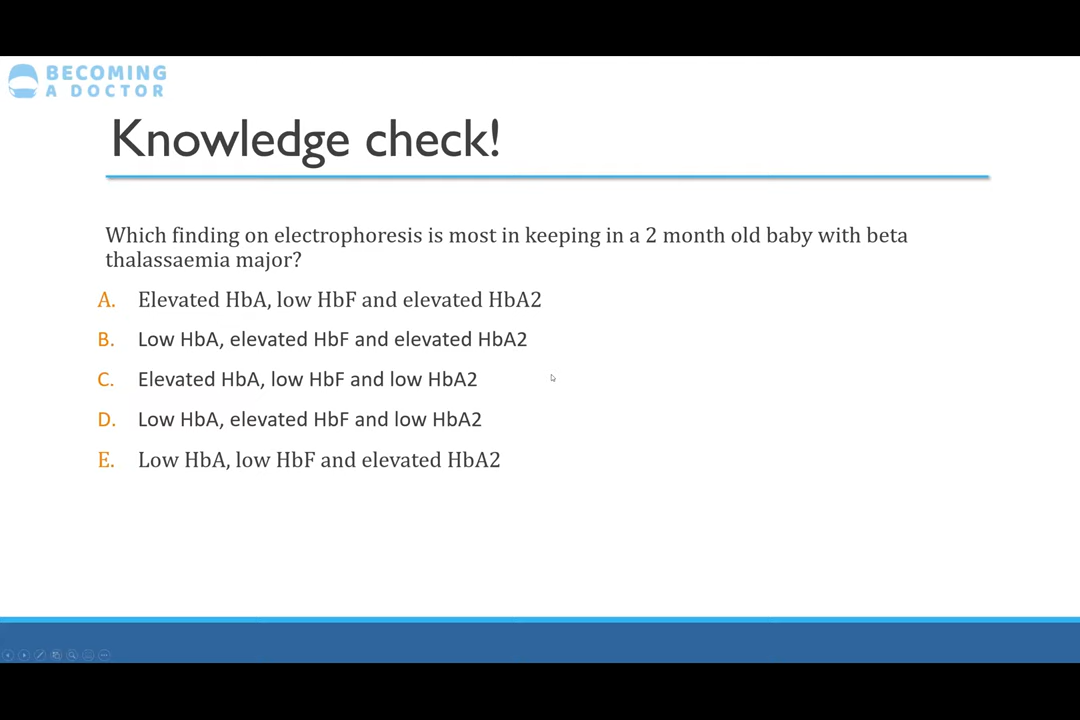 BECOMING
A DOCTOR
Knowledge check!
Which finding on electrophoresis is most in keeping in a 2 month old baby with beta
thalassaemia major?
A. Elevated HbA, low HbF and elevated HbA2
B. Low HbA, elevated HbF and elevated HbA2
C. Elevated HbA, low HbF and low HbA2
D. Low HbA, elevated HbF and low HbA2
E. Low HbA, low HbF and elevated HbA2